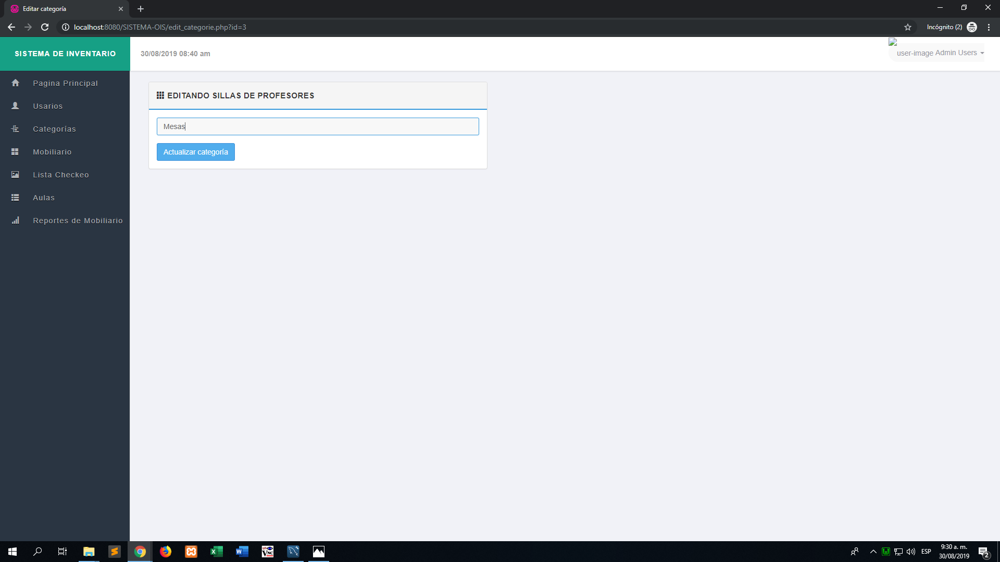 Editar categoría
localhost:8080/SISTEMA-OIS/edit_categorie.php?id=3
Incógnito (2)
SISTEMA DE INVENTARIO
30/08/2019 08:40 am
user-image Admin Users
Pagina Principal
Usarios
Categorías
Mobiliario
Lista Checkeo
Aulas
Reportes de Mobiliario
EDITANDO SILLAS DE PROFESORES
Mesas
Actualizar categoría
VNC
ESP
9:30 a. m.
30/08/2019
2